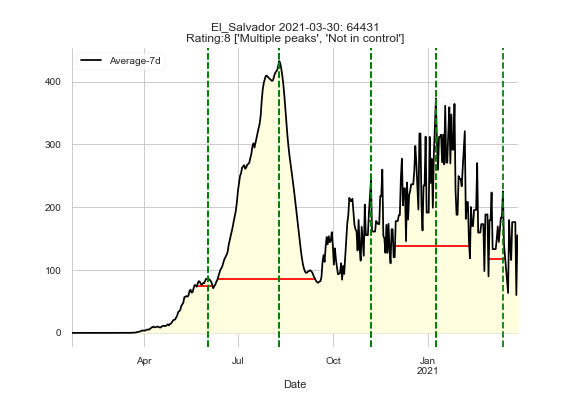 El_Salvador 2021-03-30: 64431
Rating:8 ['Multiple peaks', 'Not in control']
Average-7d
400
300
200
100
0
Apr
Jul
Oct
Jan
2021
Date